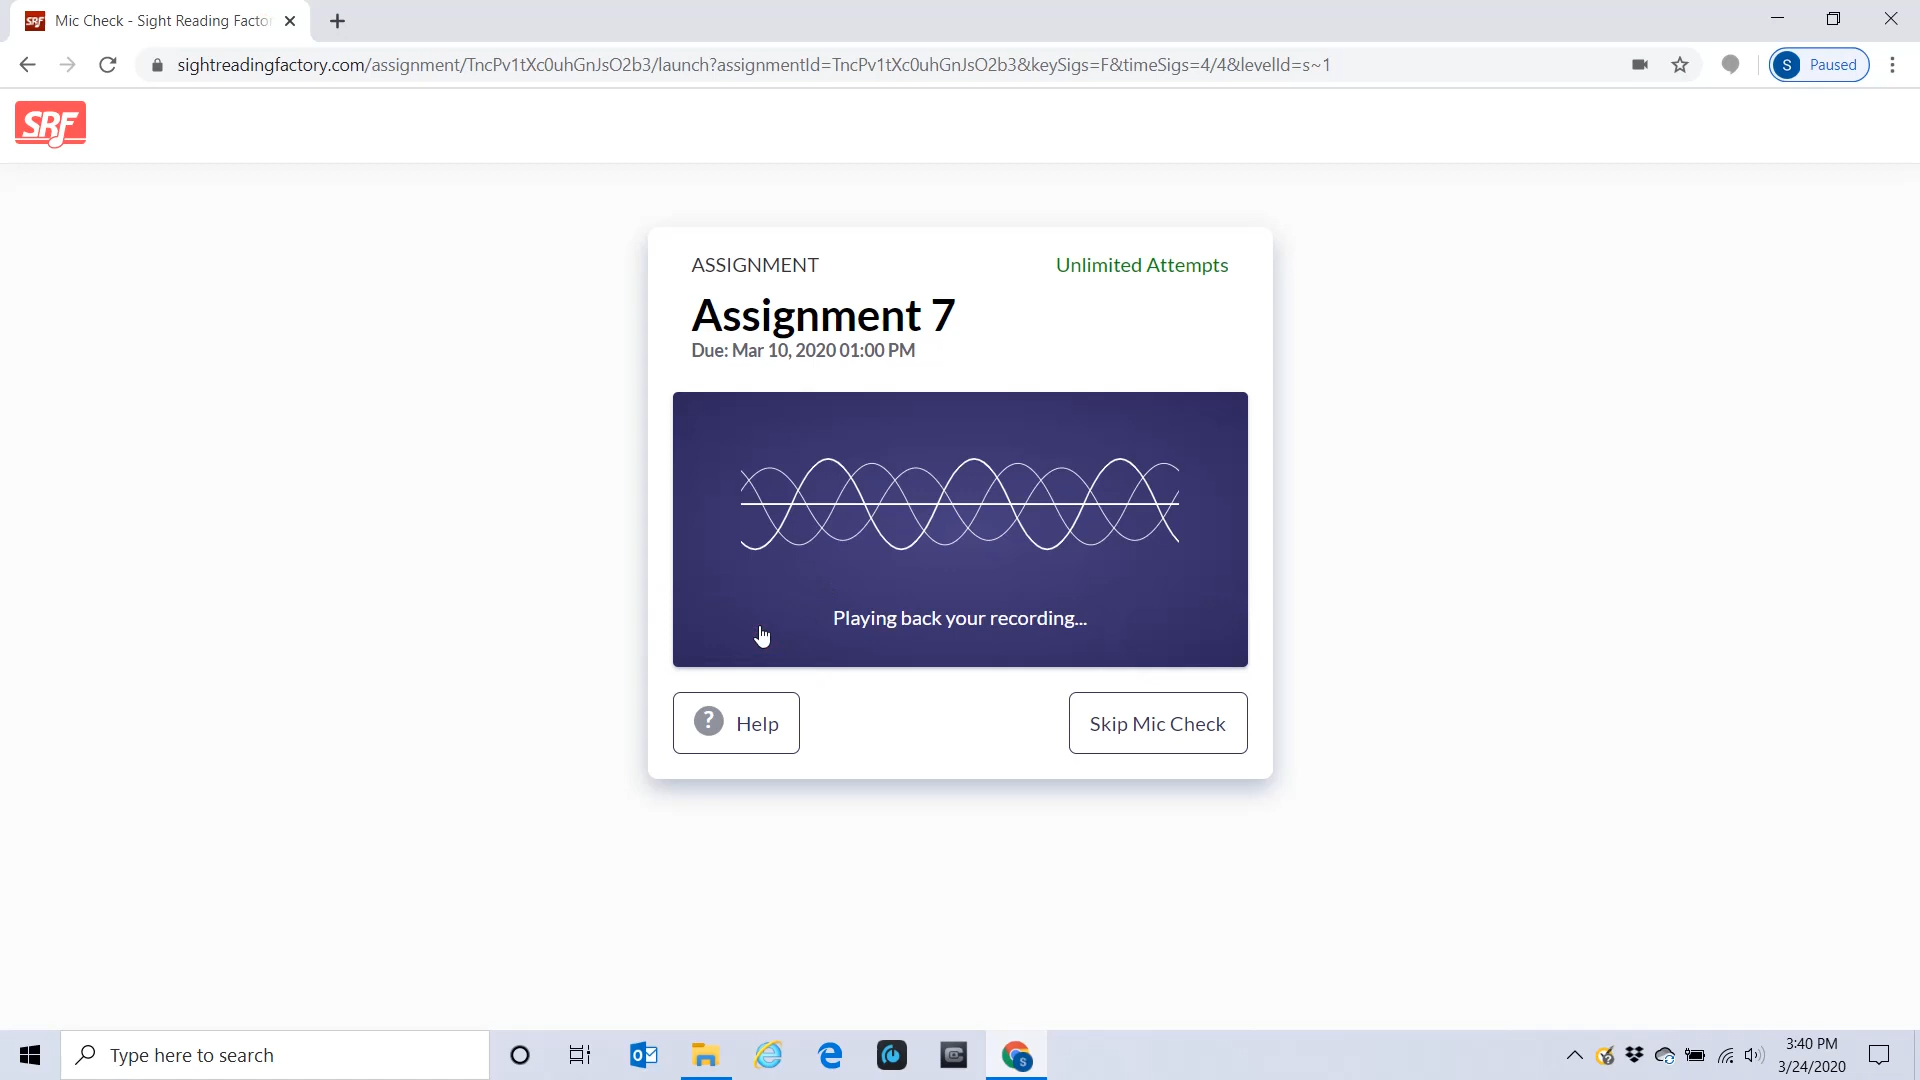 SRF
Mic Check - Sight Reading Facto
sightreadingfactory.com/assignment/TncPv1tXc0uhGnJsO2b3/launch?assignmentId=TncPv1tXc0uhGnJsO2b3&keySigs=F&timeSigs=4/4&levelId=s~1
S
Paused
SRF
ASSIGNMENT
Unlimited Attempts
Assignment 7
Due: Mar 10, 2020 01:00 PM
Playing back your recording...
? Help
Skip Mic Check
Type here to search
3:40 PM
3/24/2020